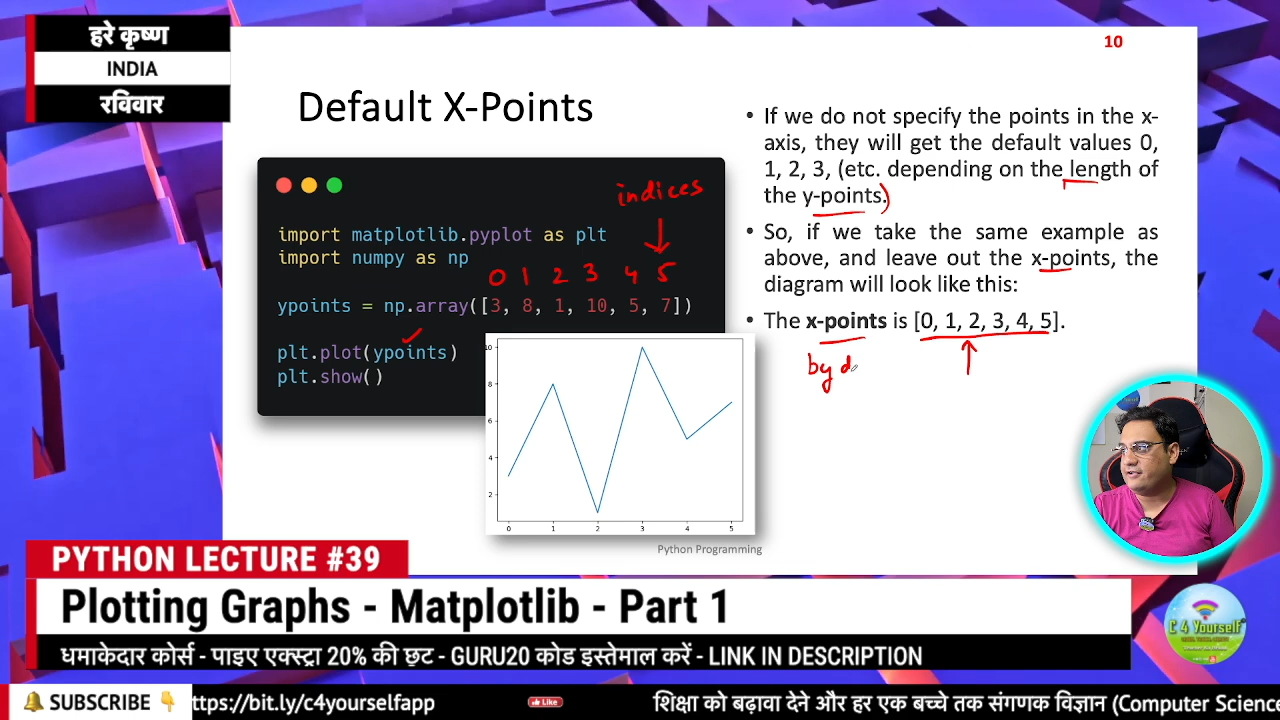 हरे कृष्ण
INDIA
रविवार
10
Default X-Points
indices
0 1 2 3 4 5
import matplotlib.pyplot as plt
import numpy as np
ypoints = np.array([3, 8, 1, 10, 5, 7])
plt.plot(ypoints)
plt.show()
10
8
6
4
2
0 1 2 3 4 5
• If we do not specify the points in the x-
axis, they will get the default values 0,
1, 2, 3, (etc. depending on the length of
the y-points.)
• So, if we take the same example as
above, and leave out the x-points, the
diagram will look like this:
• The x-points is [0, 1, 2, 3, 4, 5].
by d
Python Programming
PYTHON LECTURE #39
Plotting Graphs - Matplotlib - Part 1
धमाकेदार कोर्स - पाइए एक्स्ट्रा 20% की छूट - GURU20 कोड इस्तेमाल करें - LINK IN DESCRIPTION
C 4 Yourself
SUBSCRIBE
ttps://bit.ly/c4yourselfapp
Like
शिक्षा को बढ़ावा देने और हर एक बच्चे तक संगणक विज्ञान (Computer Science